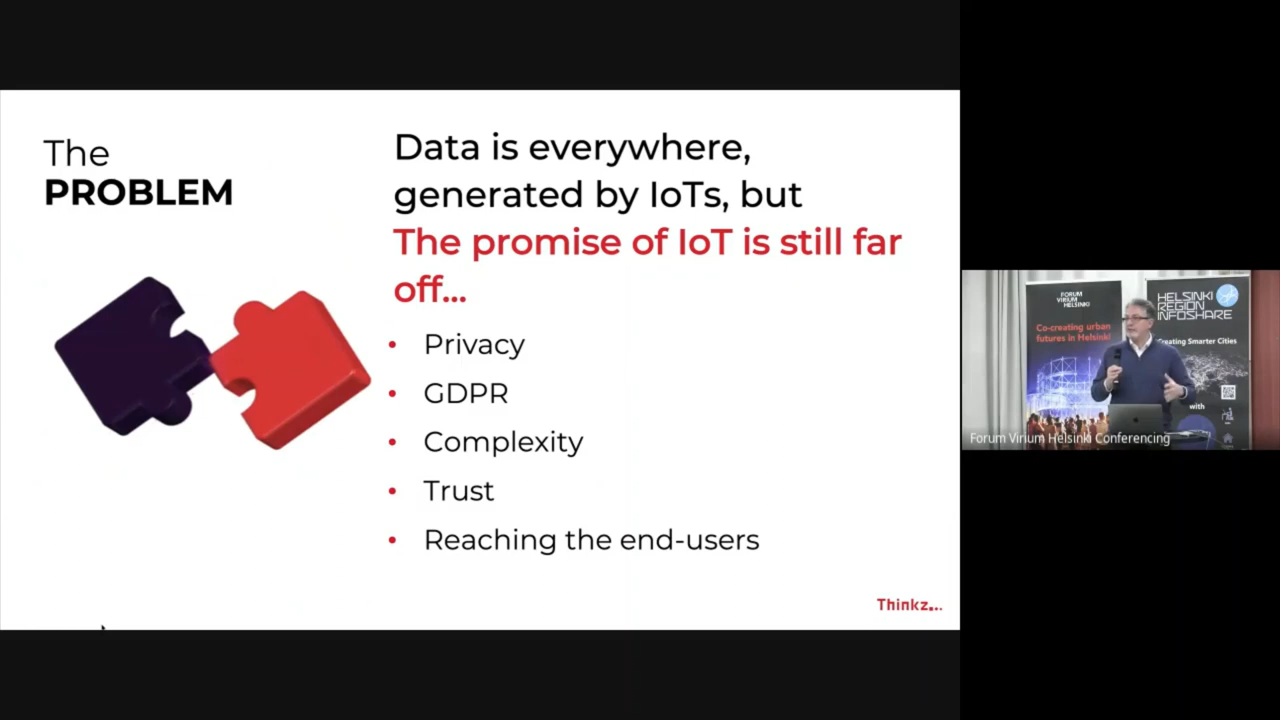 The
PROBLEM
Data is everywhere,
generated by IoTs, but
The promise of IoT is still far
off...
• Privacy
• GDPR
• Complexity
• Trust
• Reaching the end-users
Thinkz...
FORUM
VIRIUM
HELSINKI
Co-creating urban
futures in Helsinki
HELSINKI
REGION
INFOSHARE
Creating Smarter Cities
with
Forum Virium Helsinki Conferencing